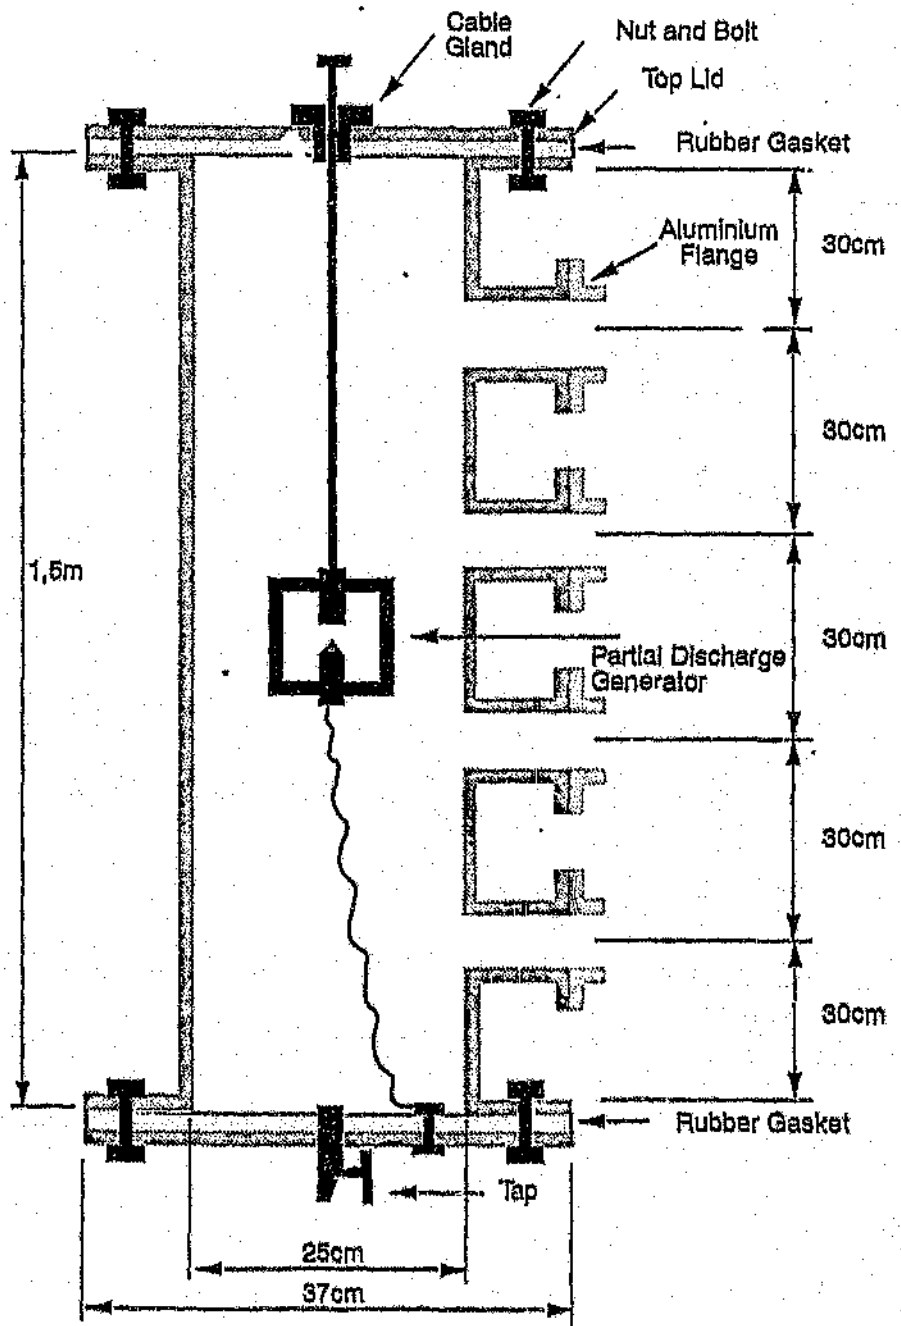 Cable
Gland
Nut and Bolt
Top Lid
Rubber Gasket
Aluminium
Flange
30cm
30cm
1,5m
30cm
Partial Discharge
Generator
30cm
30cm
Rubber Gasket
Tap
25cm
37cm